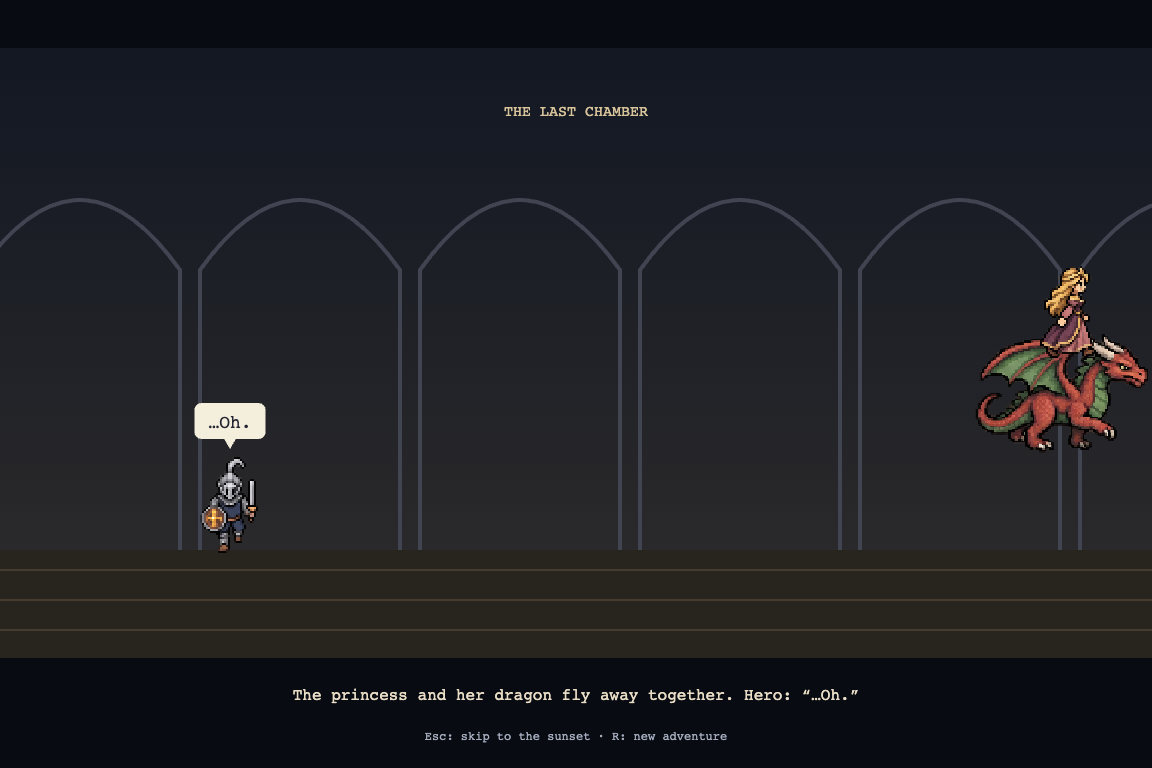 THE LAST CHAMBER
…Oh.
The princess and her dragon fly away together. Hero: “…Oh.”
Esc: skip to the sunset · R: new adventure